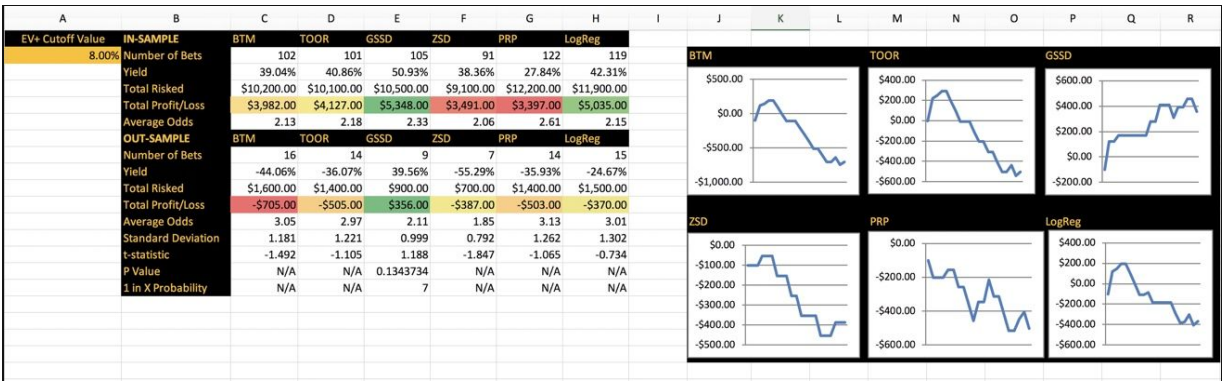 A B C D E F G H I J K L M N O P Q R
EV+ Cutoff Value IN-SAMPLE BTM TOOR GSSD ZSD PRP LogReg
8.00% Number of Bets 102 101 105 91 122 119
Yield 39.04% 40.86% 50.93% 38.36% 27.84% 42.31%
Total Risked $10,200.00 $10,100.00 $10,500.00 $9,100.00 $12,200.00 $11,900.00
Total Profit/Loss $3,982.00 $4,127.00 $5,348.00 $3,491.00 $3,397.00 $5,035.00
Average Odds 2.13 2.18 2.33 2.06 2.61 2.15
OUT-SAMPLE BTM TOOR GSSD ZSD PRP LogReg
Number of Bets 16 14 9 7 14 15
Yield -44.06% -36.07% 39.56% -55.29% -35.93% -24.67%
Total Risked $1,600.00 $1,400.00 $900.00 $700.00 $1,400.00 $1,500.00
Total Profit/Loss -$705.00 -$505.00 $356.00 -$387.00 -$503.00 -$370.00
Average Odds 3.05 2.97 2.11 1.85 3.13 3.01
Standard Deviation 1.181 1.221 0.999 0.792 1.262 1.302
t-statistic -1.492 -1.105 1.188 -1.847 -1.065 -0.734
P Value N/A N/A 0.1343734 N/A N/A N/A
1 in X Probability N/A N/A 7 N/A N/A N/A
BTM
$500.00
$0.00
-$500.00
-$1,000.00
TOOR
$400.00
$200.00
$0.00
-$200.00
-$400.00
-$600.00
GSSD
$600.00
$400.00
$200.00
$0.00
-$200.00
ZSD
$0.00
-$100.00
-$200.00
-$300.00
-$400.00
-$500.00
PRP
$0.00
-$200.00
-$400.00
-$600.00
LogReg
$400.00
$200.00
$0.00
-$200.00
-$400.00
-$600.00